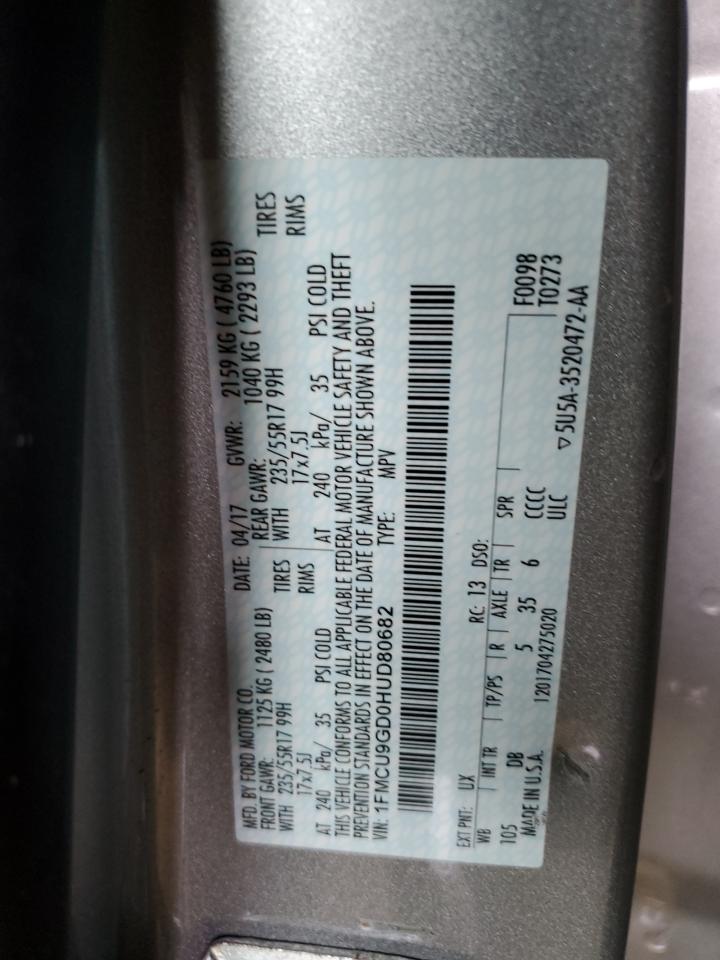 MFD. BY FORD MOTOR CO. DATE: 04/17 GVWR: 2159 KG ( 4760 LB)
FRONT GAWR: 1125 KG ( 2480 LB) REAR GAWR: 1040 KG ( 2293 LB)
WITH 235/55R17 99H TIRES WITH 235/55R17 99H TIRES
17x7.5J RIMS 17x7.5J RIMS
AT 240 kPa/ 35 PSI COLD AT 240 kPa/ 35 PSI COLD
THIS VEHICLE CONFORMS TO ALL APPLICABLE FEDERAL MOTOR VEHICLE SAFETY AND THEFT
PREVENTION STANDARDS IN EFFECT ON THE DATE OF MANUFACTURE SHOWN ABOVE.
VIN: 1FMCU9GD0HUD80682 TYPE: MPV
EXT PNT: UX RC: 13 DSO:
WB INT TR TP/PS R AXLE TR SPR F0098
105 DB 5 35 6 CCCC T0273
MADE IN U.S.A. 1201704275020 ULC ▽5U5A-3520472-AA